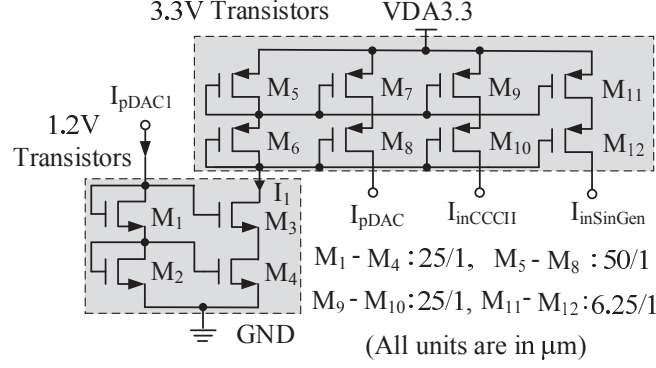 3.3V Transistors VDA3.3
M5 M7 M9 M11
IpDAC1
1.2V
Transistors
M6 M8 M10 M12
I1
M1 M3
IpDAC IinCCCII IinSinGen
M2 M4
M1 - M4 : 25/1, M5 - M8 : 50/1
M9 - M10 : 25/1, M11 - M12 : 6.25/1
GND
(All units are in μm)